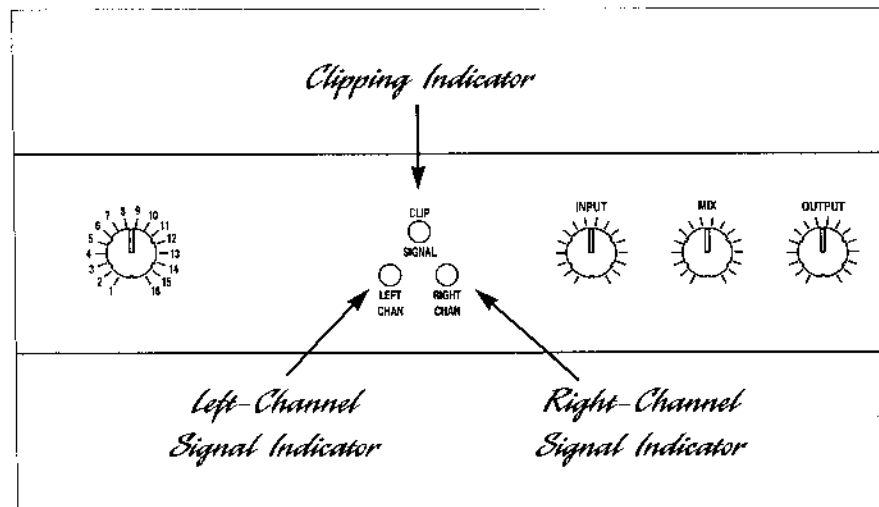 Clipping Indicator
CLIP
SIGNAL
LEFT
CHAN
RIGHT
CHAN
1
2
3
4
5
6
7
8
9
10
11
12
13
14
15
16
INPUT
MIX
OUTPUT
Left-Channel
Signal Indicator
Right-Channel
Signal Indicator